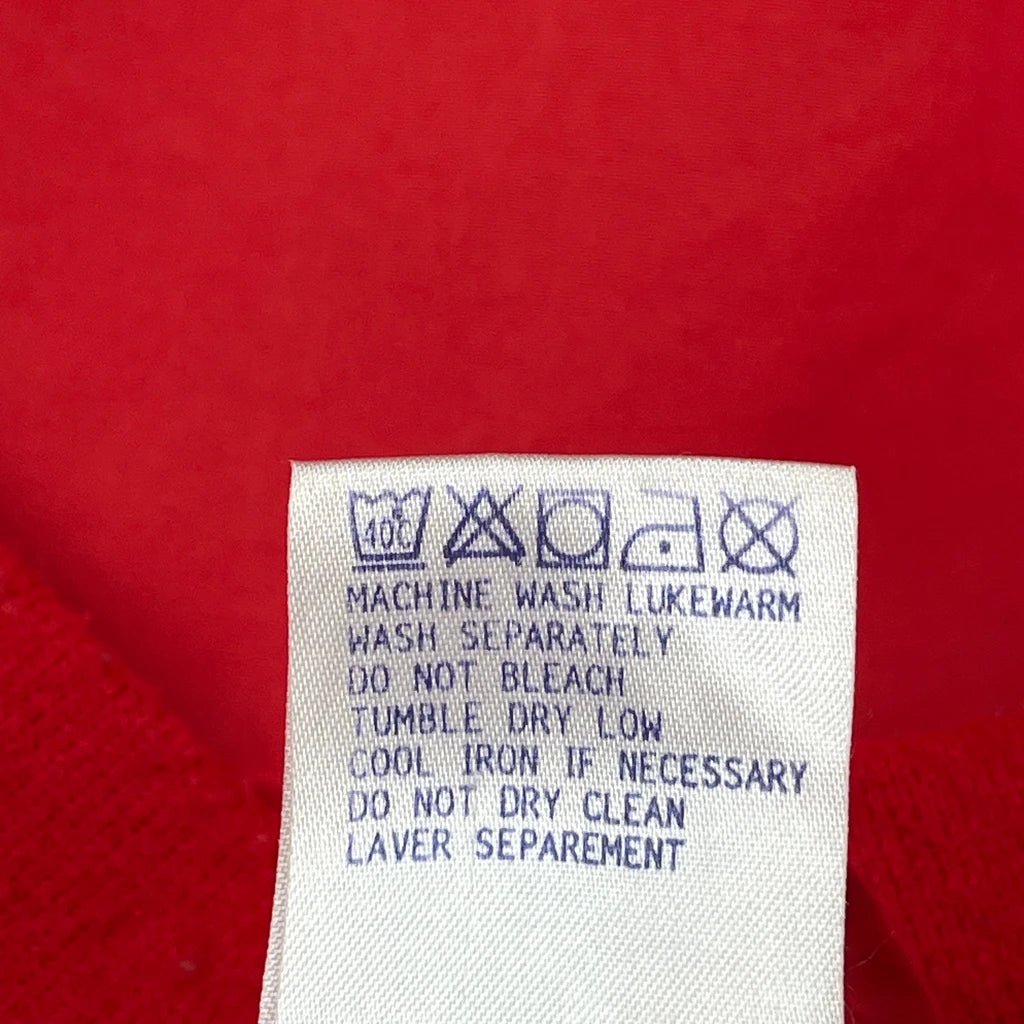 40°C
MACHINE WASH LUKEWARM
WASH SEPARATELY
DO NOT BLEACH
TUMBLE DRY LOW
COOL IRON IF NECESSARY
DO NOT DRY CLEAN
LAVER SEPAREMENT